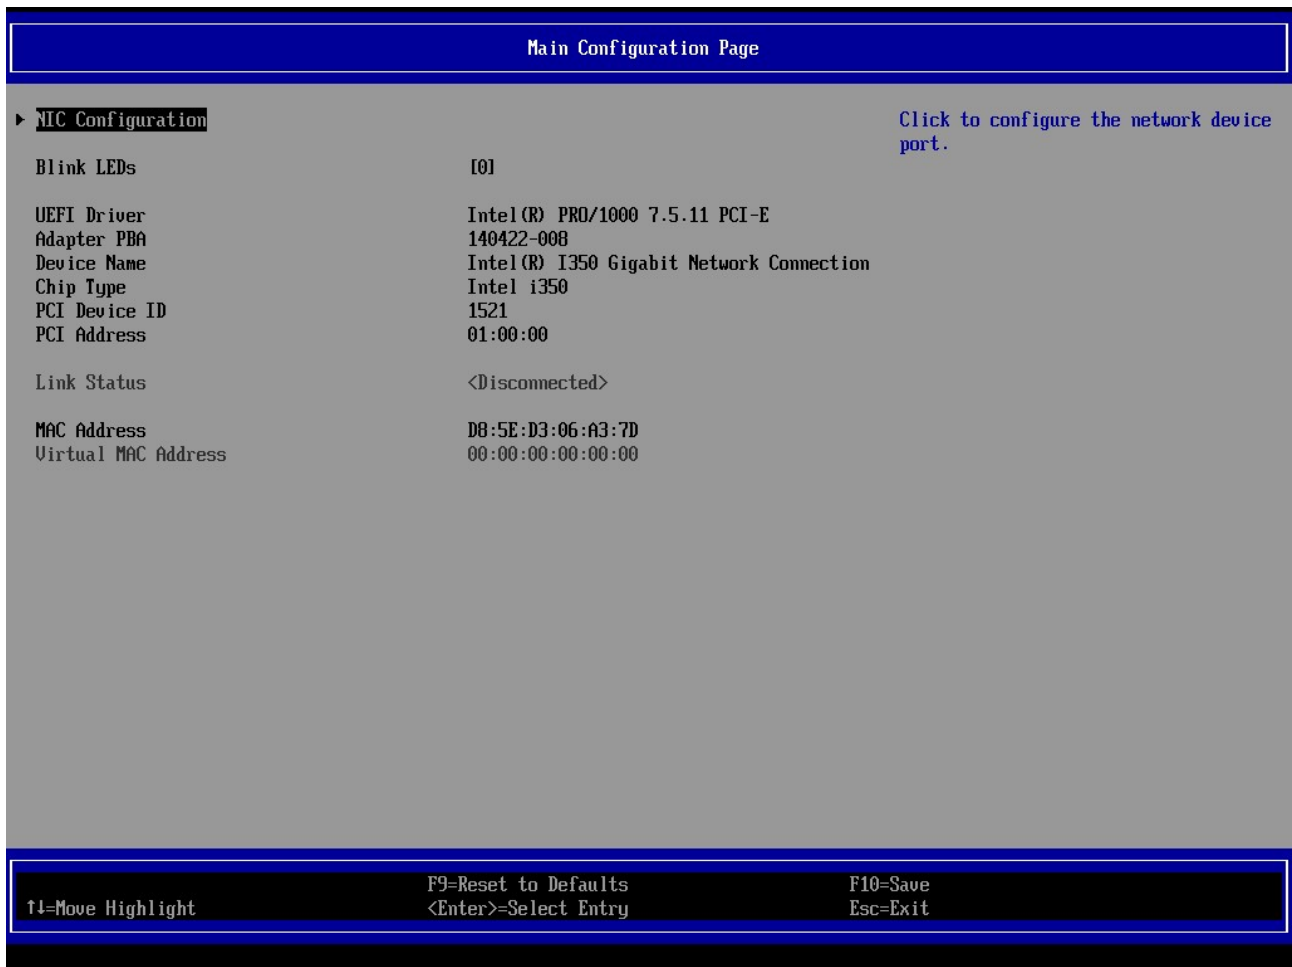 Main Configuration Page
NIC Configuration
Click to configure the network device
port.
Blink LEDs [0]
UEFI Driver Intel(R) PRO/1000 7.5.11 PCI-E
Adapter PBA 140422-008
Device Name Intel(R) I350 Gigabit Network Connection
Chip Type Intel i350
PCI Device ID 1521
PCI Address 01:00:00
Link Status <Disconnected>
MAC Address D8:5E:D3:06:A3:7D
Virtual MAC Address 00:00:00:00:00:00
F9=Reset to Defaults F10=Save
↑↓=Move Highlight <Enter>=Select Entry Esc=Exit